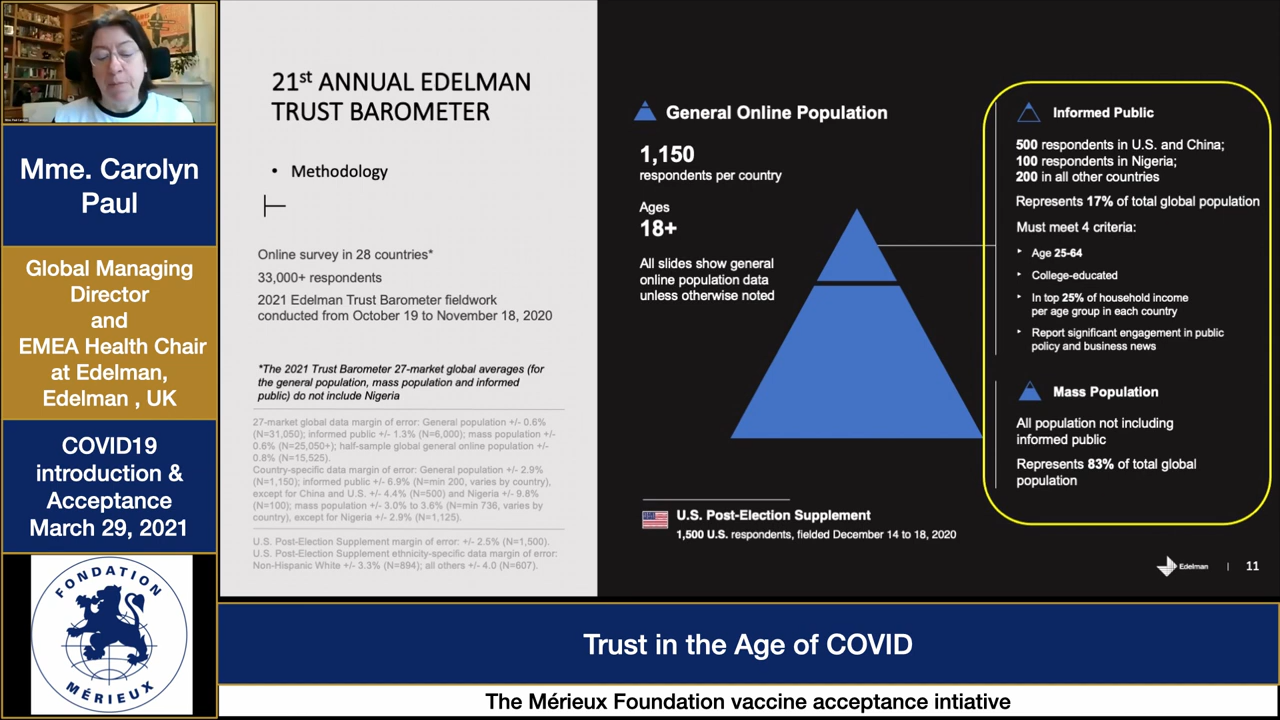 Mme. Carolyn
Paul
Global Managing
Director
and
EMEA Health Chair
at Edelman,
Edelman , UK
COVID19
introduction &
Acceptance
March 29, 2021
FONDATION
MÉRIEUX
21st ANNUAL EDELMAN
TRUST BAROMETER
• Methodology
Online survey in 28 countries*
33,000+ respondents
2021 Edelman Trust Barometer fieldwork
conducted from October 19 to November 18, 2020
*The 2021 Trust Barometer 27-market global averages (for
the general population, mass population and informed
public) do not include Nigeria
27-market global data margin of error: General population +/- 0.6%
(N=31,050); informed public +/- 1.3% (N=6,000); mass population +/-
0.6% (N=25,050+); half-sample global general online population +/-
0.8% (N=15,525).
Country-specific data margin of error: General population +/- 2.9%
(N=1,150); informed public +/- 6.9% (N=min 200, varies by country),
except for China and U.S. +/- 4.4% (N=500) and Nigeria +/- 9.8%
(N=100); mass population +/- 3.0% to 3.6% (N=min 736, varies by
country), except for Nigeria +/- 2.9% (N=1,125).
U.S. Post-Election Supplement margin of error: +/- 2.5% (N=1,500).
U.S. Post-Election Supplement ethnicity-specific data margin of error:
Non-Hispanic White +/- 3.3% (N=894); all others +/- 4.0 (N=607).
General Online Population
1,150
respondents per country
Ages
18+
All slides show general
online population data
unless otherwise noted
Informed Public
500 respondents in U.S. and China;
100 respondents in Nigeria;
200 in all other countries
Represents 17% of total global population
Must meet 4 criteria:
Age 25-64
College-educated
In top 25% of household income
per age group in each country
Report significant engagement in public
policy and business news
Mass Population
All population not including
informed public
Represents 83% of total global
population
U.S. Post-Election Supplement
1,500 U.S. respondents, fielded December 14 to 18, 2020
Edelman | 11
Trust in the Age of COVID
The Mérieux Foundation vaccine acceptance intiative